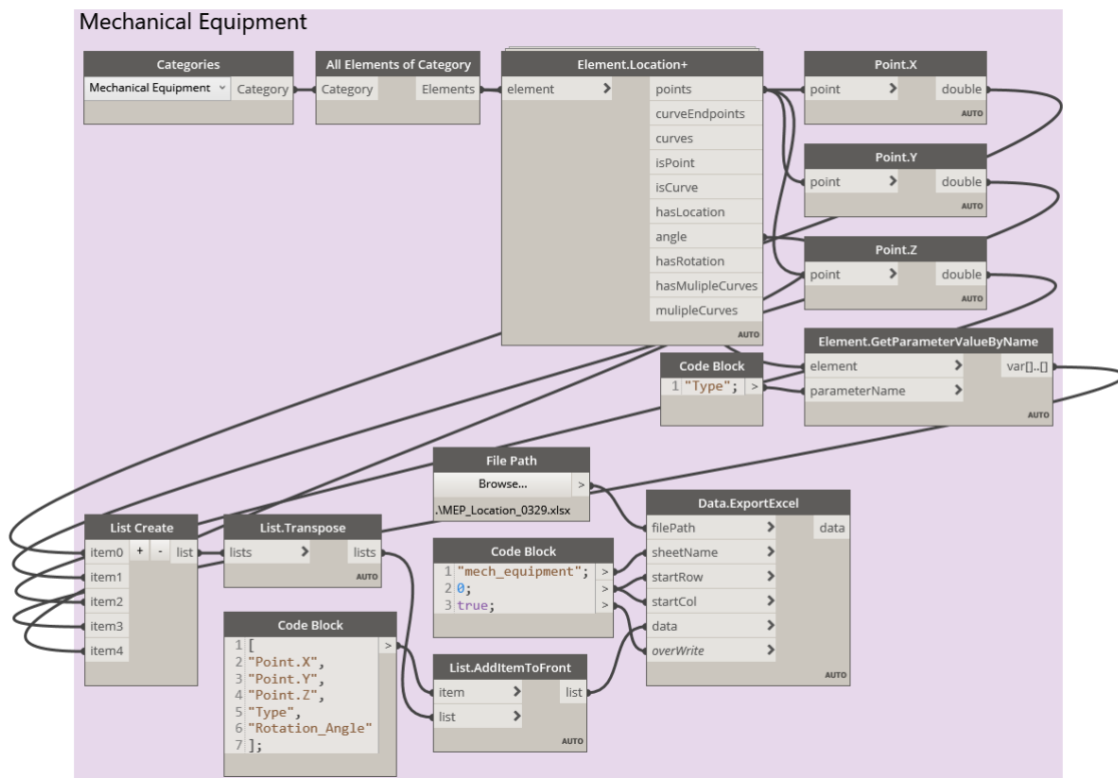 Mechanical Equipment
Categories
Mechanical Equipment
Category
All Elements of Category
Category
Elements
Element.Location+
element
>
points
curveEndpoints
curves
isPoint
isCurve
hasLocation
angle
hasRotation
hasMulipleCurves
mulipleCurves
AUTO
Point.X
point
>
double
AUTO
Point.Y
point
>
double
AUTO
Point.Z
point
>
double
AUTO
Element.GetParameterValueByName
element
>
var[]..[]
parameterName
>
AUTO
Code Block
1 "Type"; >
File Path
Browse... >
.\MEP_Location_0329.xlsx
Data.ExportExcel
filePath >
data
sheetName >
startRow >
startCol >
data >
overWrite >
AUTO
List Create
item0 + - list
item1
item2
item3
item4
List.Transpose
lists > lists
AUTO
Code Block
1 "mech_equipment"; >
2 0; >
3 true; >
Code Block
1 [ >
2 "Point.X",
3 "Point.Y",
4 "Point.Z",
5 "Type",
6 "Rotation_Angle"
7 ];
List.AddItemToFront
item > list
list >
AUTO